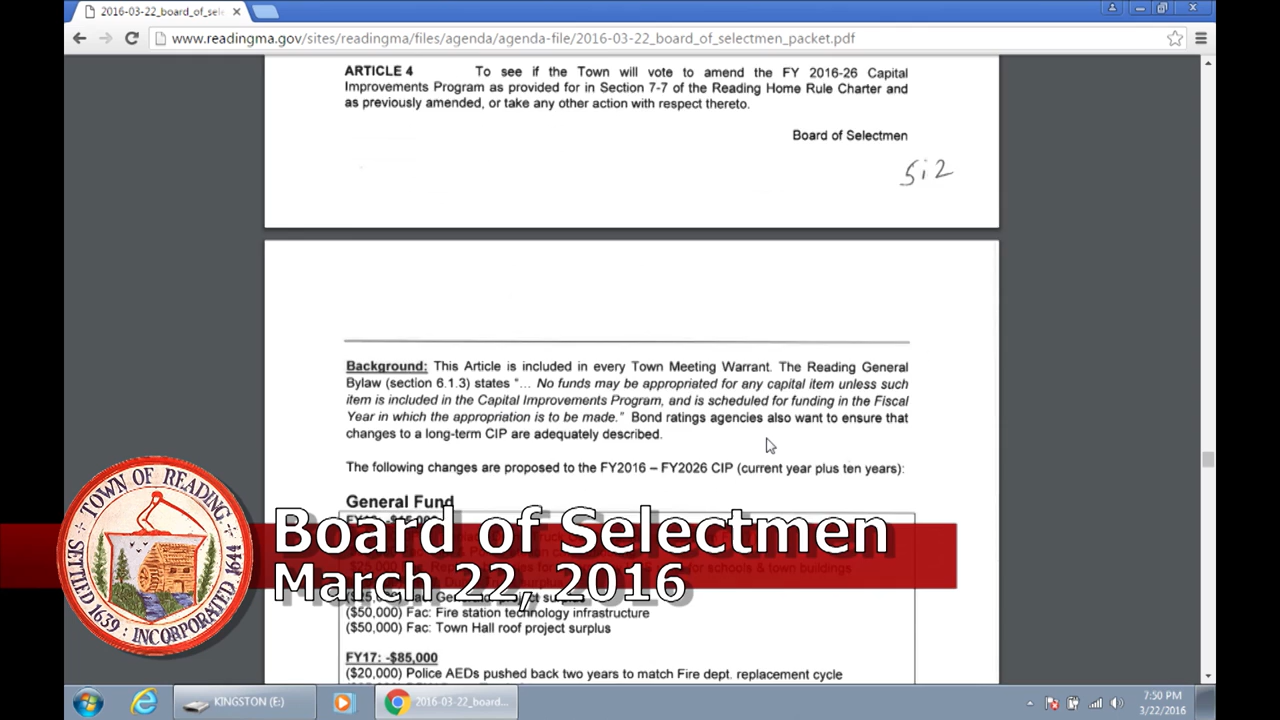 2016-03-22_board_of_sele
www.readingma.gov/sites/readingma/files/agenda/agenda-file/2016-03-22_board_of_selectmen_packet.pdf
ARTICLE 4 To see if the Town will vote to amend the FY 2016-26 Capital
Improvements Program as provided for in Section 7-7 of the Reading Home Rule Charter and
as previously amended, or take any other action with respect thereto.
Board of Selectmen
5i2
Background: This Article is included in every Town Meeting Warrant. The Reading General
Bylaw (section 6.1.3) states “... No funds may be appropriated for any capital item unless such
item is included in the Capital Improvements Program, and is scheduled for funding in the Fiscal
Year in which the appropriation is to be made.” Bond ratings agencies also want to ensure that
changes to a long-term CIP are adequately described.
The following changes are proposed to the FY2016 – FY2026 CIP (current year plus ten years):
General Fund
for schools & town buildings
surplus
($50,000) Fac: Fire station technology infrastructure
($50,000) Fac: Town Hall roof project surplus
FY17: -$85,000
($20,000) Police AEDs pushed back two years to match Fire dept. replacement cycle
TOWN OF READING
SETTLED 1639 : INCORPORATED 1644
Board of Selectmen
March 22, 2016
KINGSTON (E:)
2016-03-22_board...
7:50 PM
3/22/2016